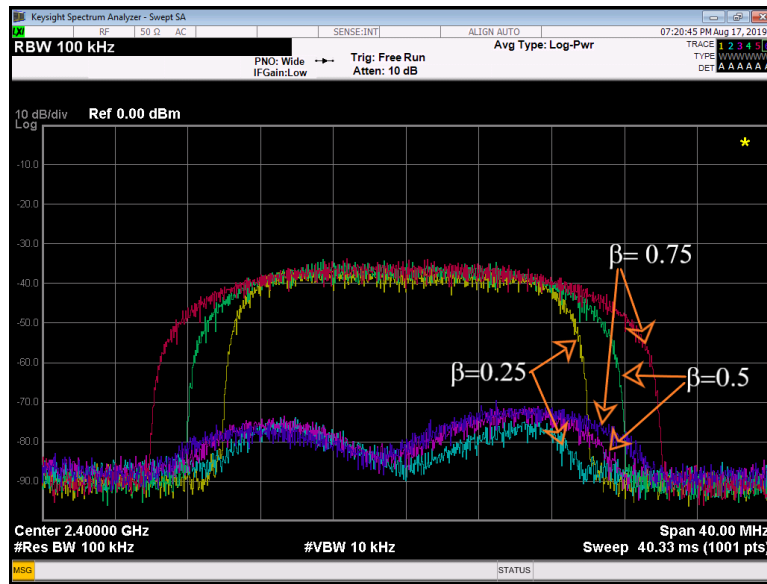 Keysight Spectrum Analyzer - Swept SA
LXI RF 50 Ω AC SENSE:INT ALIGN AUTO 07:20:45 PM Aug 17, 2019
RBW 100 kHz
Avg Type: Log-Pwr
TRACE 1 2 3 4 5
PNO: Wide Trig: Free Run
TYPE WWWWW
IFGain:Low Atten: 10 dB
DET A A A A A
10 dB/div Ref 0.00 dBm
Log
*
-10.0
-20.0
-30.0
β= 0.75
-40.0
-50.0
-60.0
β=0.25
β=0.5
-70.0
-80.0
-90.0
Center 2.40000 GHz Span 40.00 MHz
#Res BW 100 kHz #VBW 10 kHz Sweep 40.33 ms (1001 pts)
MSG STATUS